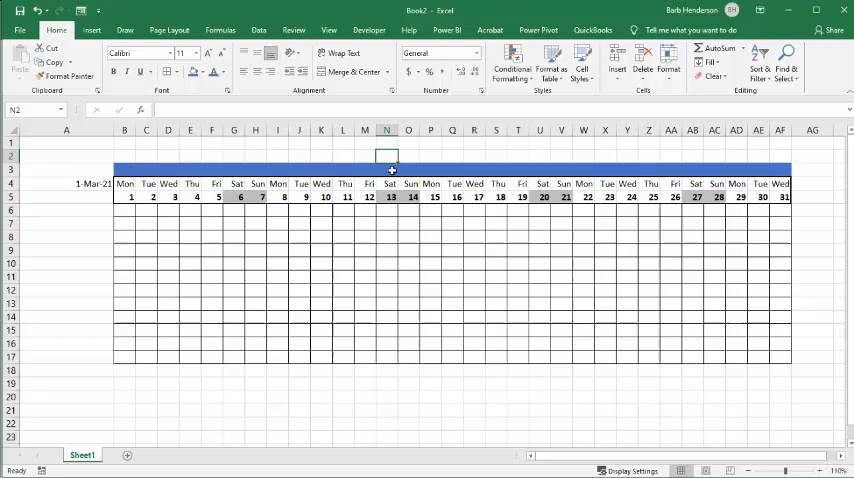 Book2 - Excel
Barb Henderson
BH
File Home Insert Draw Page Layout Formulas Data Review View Developer Help Power BI Acrobat Power Pivot QuickBooks Tell me what you want to do Share
Paste
Cut
Copy
Format Painter
Clipboard
Calibri 11
B I U
Font
Wrap Text
Merge & Center
Alignment
General
$ % ,
Number
Conditional Formatting
Format as Table
Cell Styles
Styles
Insert Delete Format
Cells
AutoSum
Fill
Clear
Sort & Filter
Find & Select
Editing
N2 fx
A B C D E F G H I J K L M N O P Q R S T U V W X Y Z AA AB AC AD AE AF AG
1
2
3
4 1-Mar-21 Mon Tue Wed Thu Fri Sat Sun Mon Tue Wed Thu Fri Sat Sun Mon Tue Wed Thu Fri Sat Sun Mon Tue Wed Thu Fri Sat Sun Mon Tue Wed
5 1 2 3 4 5 6 7 8 9 10 11 12 13 14 15 16 17 18 19 20 21 22 23 24 25 26 27 28 29 30 31
6
7
8
9
10
11
12
13
14
15
16
17
18
19
20
21
22
23
Sheet1
Ready
Display Settings
110%